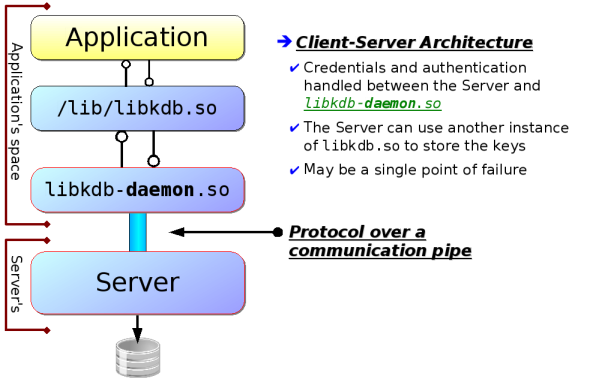 Application
/lib/libkdb.so
libkdb-daemon.so
Server
Application's space
Server's
Client-Server Architecture
Credentials and authentication
handled between the Server and
libkdb-daemon.so
The Server can use another instance
of libkdb.so to store the keys
May be a single point of failure
Protocol over a
communication pipe